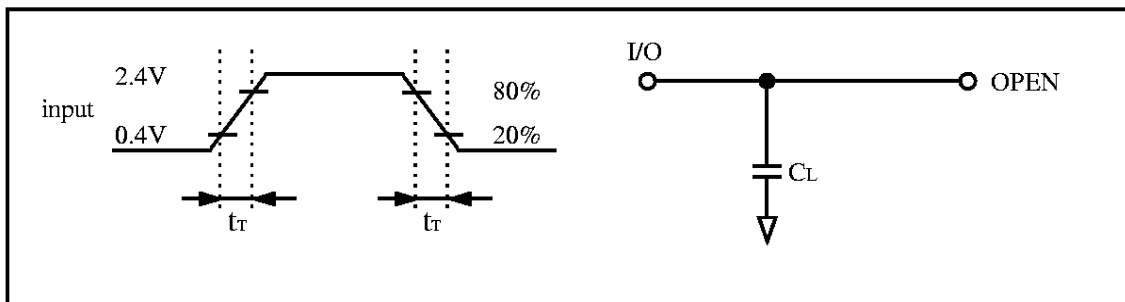 input
2.4V
0.4V
80%
20%
tT
tT
I/O
OPEN
CL